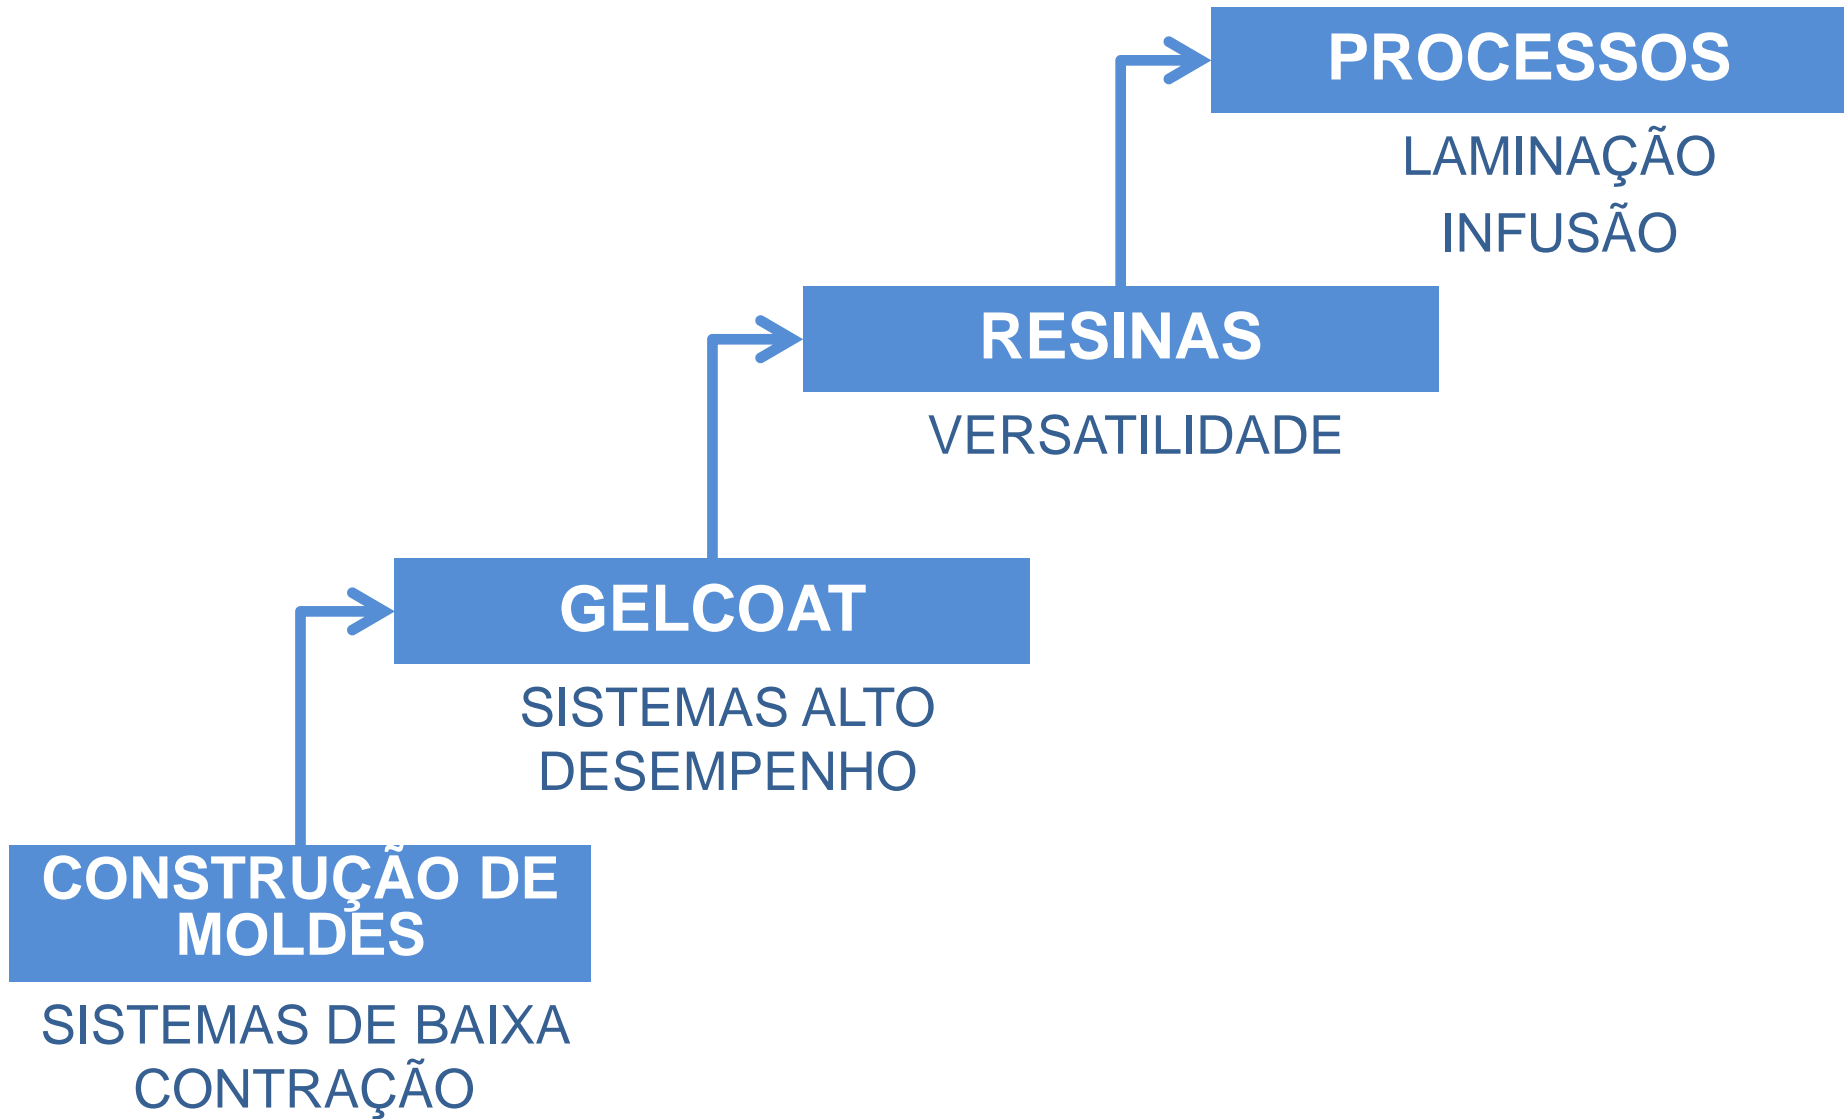 PROCESSOS
LAMINAÇÃO
INFUSÃO
RESINAS
VERSATILIDADE
GELCOAT
SISTEMAS ALTO
DESEMPENHO
CONSTRUÇÃO DE
MOLDES
SISTEMAS DE BAIXA
CONTRAÇÃO